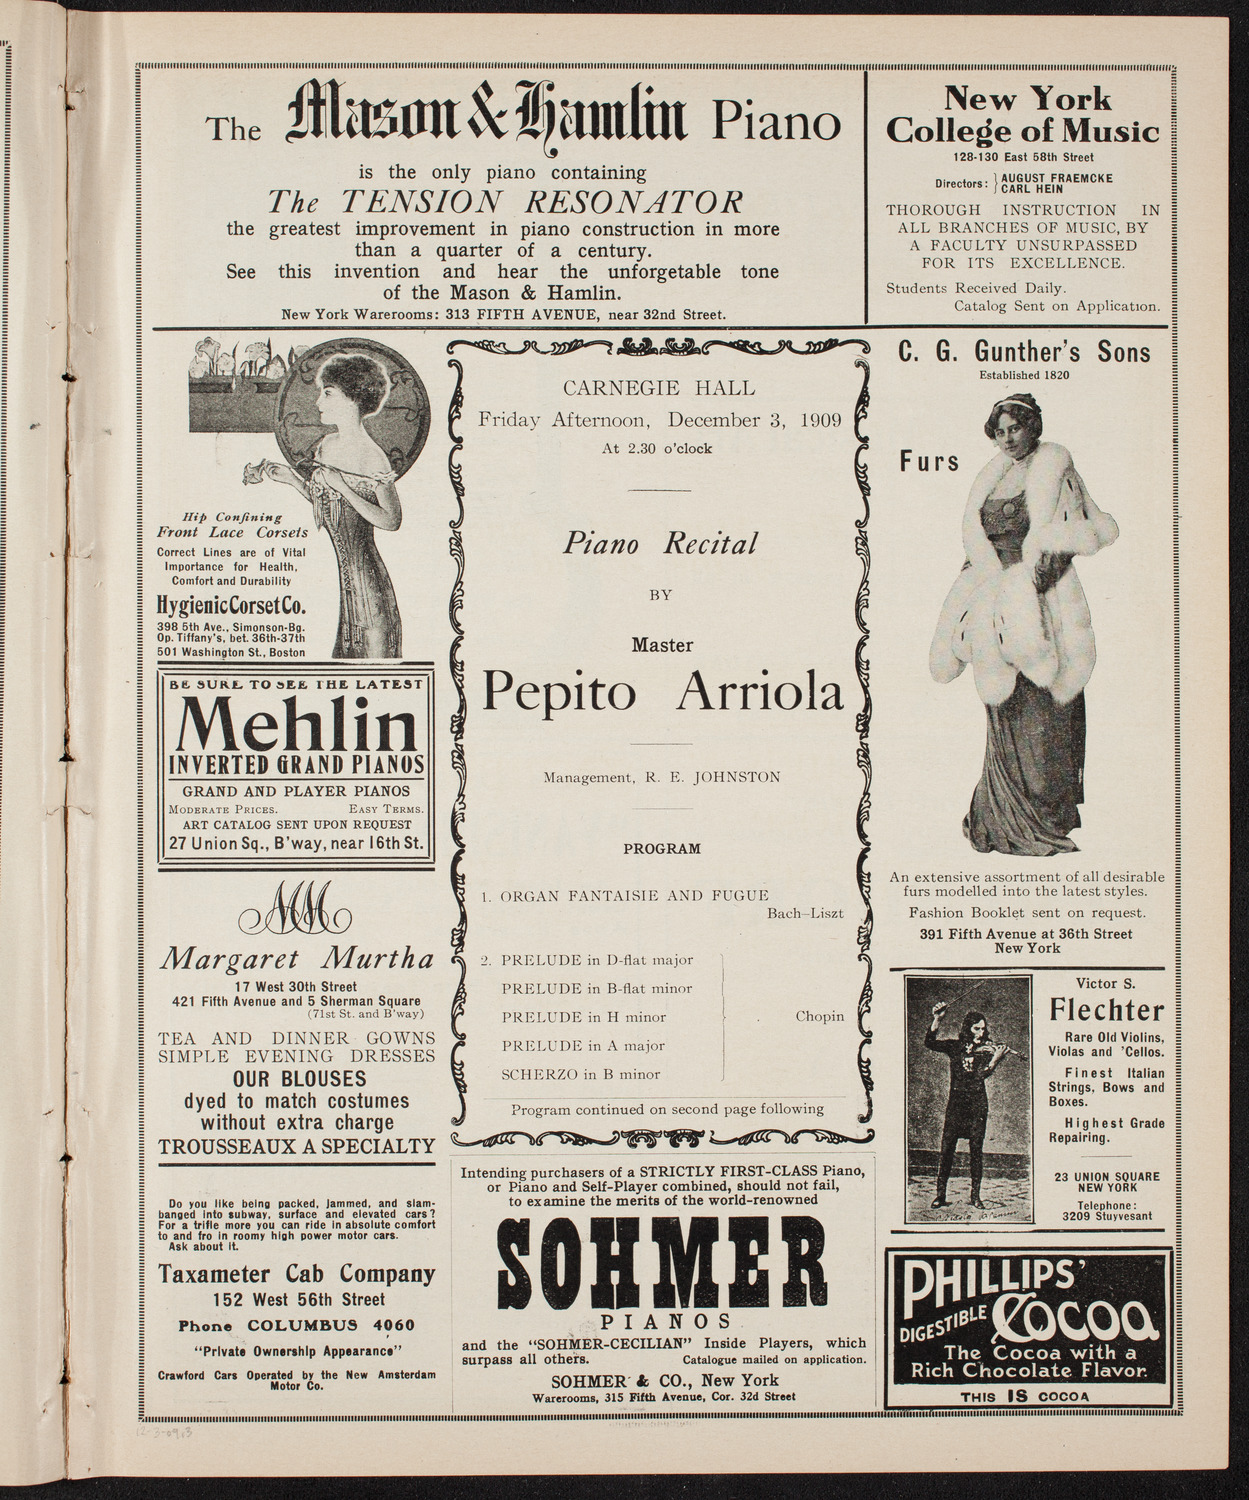 The Mason & Hamlin Piano
is the only piano containing
The TENSION RESONATOR
the greatest improvement in piano construction in more
than a quarter of a century.
See this invention and hear the unforgetable tone
of the Mason & Hamlin.
New York Warerooms: 313 FIFTH AVENUE, near 32nd Street.
New York
College of Music
128-130 East 58th Street
Directors: AUGUST FRAEMCKE
CARL HEIN
THOROUGH INSTRUCTION IN
ALL BRANCHES OF MUSIC, BY
A FACULTY UNSURPASSED
FOR ITS EXCELLENCE.
Students Received Daily.
Catalog Sent on Application.
Hip Confining
Front Lace Corsets
Correct Lines are of Vital
Importance for Health,
Comfort and Durability
Hygienic Corset Co.
398 5th Ave., Simonson-Bg.
Op. Tiffany's, bet. 36th-37th
501 Washington St., Boston
BE SURE TO SEE THE LATEST
Mehlin
INVERTED GRAND PIANOS
GRAND AND PLAYER PIANOS
MODERATE PRICES. EASY TERMS.
ART CATALOG SENT UPON REQUEST
27 Union Sq., B'way, near 16th St.
MM
Margaret Murtha
17 West 30th Street
421 Fifth Avenue and 5 Sherman Square
(71st St. and B'way)
TEA AND DINNER GOWNS
SIMPLE EVENING DRESSES
OUR BLOUSES
dyed to match costumes
without extra charge
TROUSSEAUX A SPECIALTY
Do you like being packed, jammed, and slam-
banged into subway, surface and elevated cars?
For a trifle more you can ride in absolute comfort
to and fro in roomy high power motor cars.
Ask about it.
Taxameter Cab Company
152 West 56th Street
Phone COLUMBUS 4060
"Private Ownership Appearance"
Crawford Cars Operated by the New Amsterdam
Motor Co.
CARNEGIE HALL
Friday Afternoon, December 3, 1909
At 2.30 o'clock
Piano Recital
BY
Master
Pepito Arriola
Management, R. E. JOHNSTON
PROGRAM
1. ORGAN FANTAISIE AND FUGUE
Bach-Liszt
2. PRELUDE in D-flat major
PRELUDE in B-flat minor
PRELUDE in H minor . Chopin
PRELUDE in A major
SCHERZO in B minor
Program continued on second page following
Intending purchasers of a STRICTLY FIRST-CLASS Piano,
or Piano and Self-Player combined, should not fail,
to examine the merits of the world-renowned
SOHMER
PIANOS
and the "SOHMER-CECILIAN" Inside Players, which
surpass all others. Catalogue mailed on application.
SOHMER & CO., New York
Warerooms, 315 Fifth Avenue, Cor. 32d Street
C. G. Gunther's Sons
Established 1820
Furs
An extensive assortment of all desirable
furs modelled into the latest styles.
Fashion Booklet sent on request.
391 Fifth Avenue at 36th Street
New York
Victor S.
Flechter
Rare Old Violins,
Violas and 'Cellos.
Finest Italian
Strings, Bows and
Boxes.
Highest Grade
Repairing.
23 UNION SQUARE
NEW YORK
Telephone:
3209 Stuyvesant
PHILLIPS'
DIGESTIBLE COCOA
The Cocoa with a
Rich Chocolate Flavor.
THIS IS COCOA
12-3-09,3